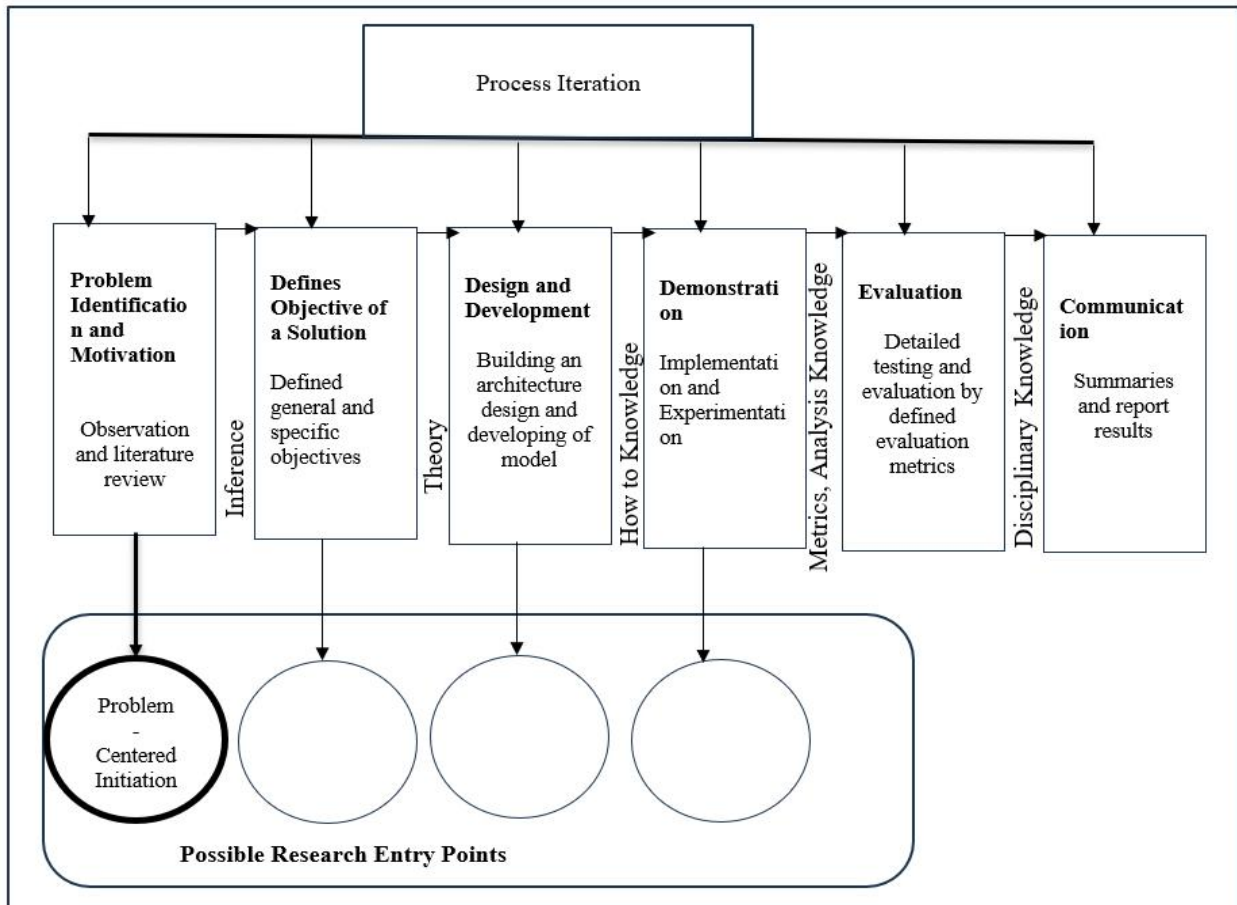 Process Iteration
Problem
Identificatio
n and
Motivation
Observation
and literature
review
Inference
Defines
Objective of
a Solution
Defined
general and
specific
objectives
Theory
Design and
Development
Building an
architecture
design and
developing of
model
How to Knowledge
Demonstrati
on
Implementati
on and
Experimentati
on
Metrics, Analysis Knowledge
Evaluation
Detailed
testing and
evaluation by
defined
evaluation
metrics
Disciplinary Knowledge
Communicat
ion
Summaries
and report
results
Problem
-
Centered
Initiation
Possible Research Entry Points